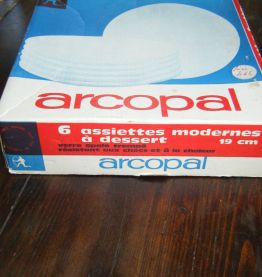 arcopal
6 assiettes modernes
à dessert 19 cm
verre opale trempé
résistant aux chocs et à la chaleur
arcopal